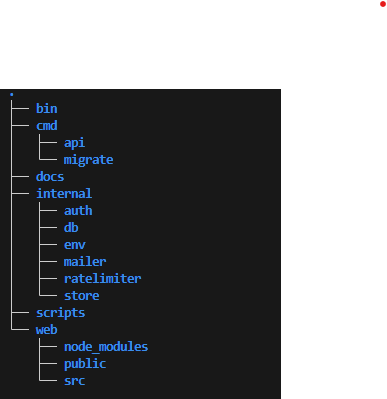 .
├── bin
├── cmd
│   ├── api
│   └── migrate
├── docs
├── internal
│   ├── auth
│   ├── db
│   ├── env
│   ├── mailer
│   ├── ratelimiter
│   └── store
├── scripts
└── web
    ├── node_modules
    ├── public
    └── src